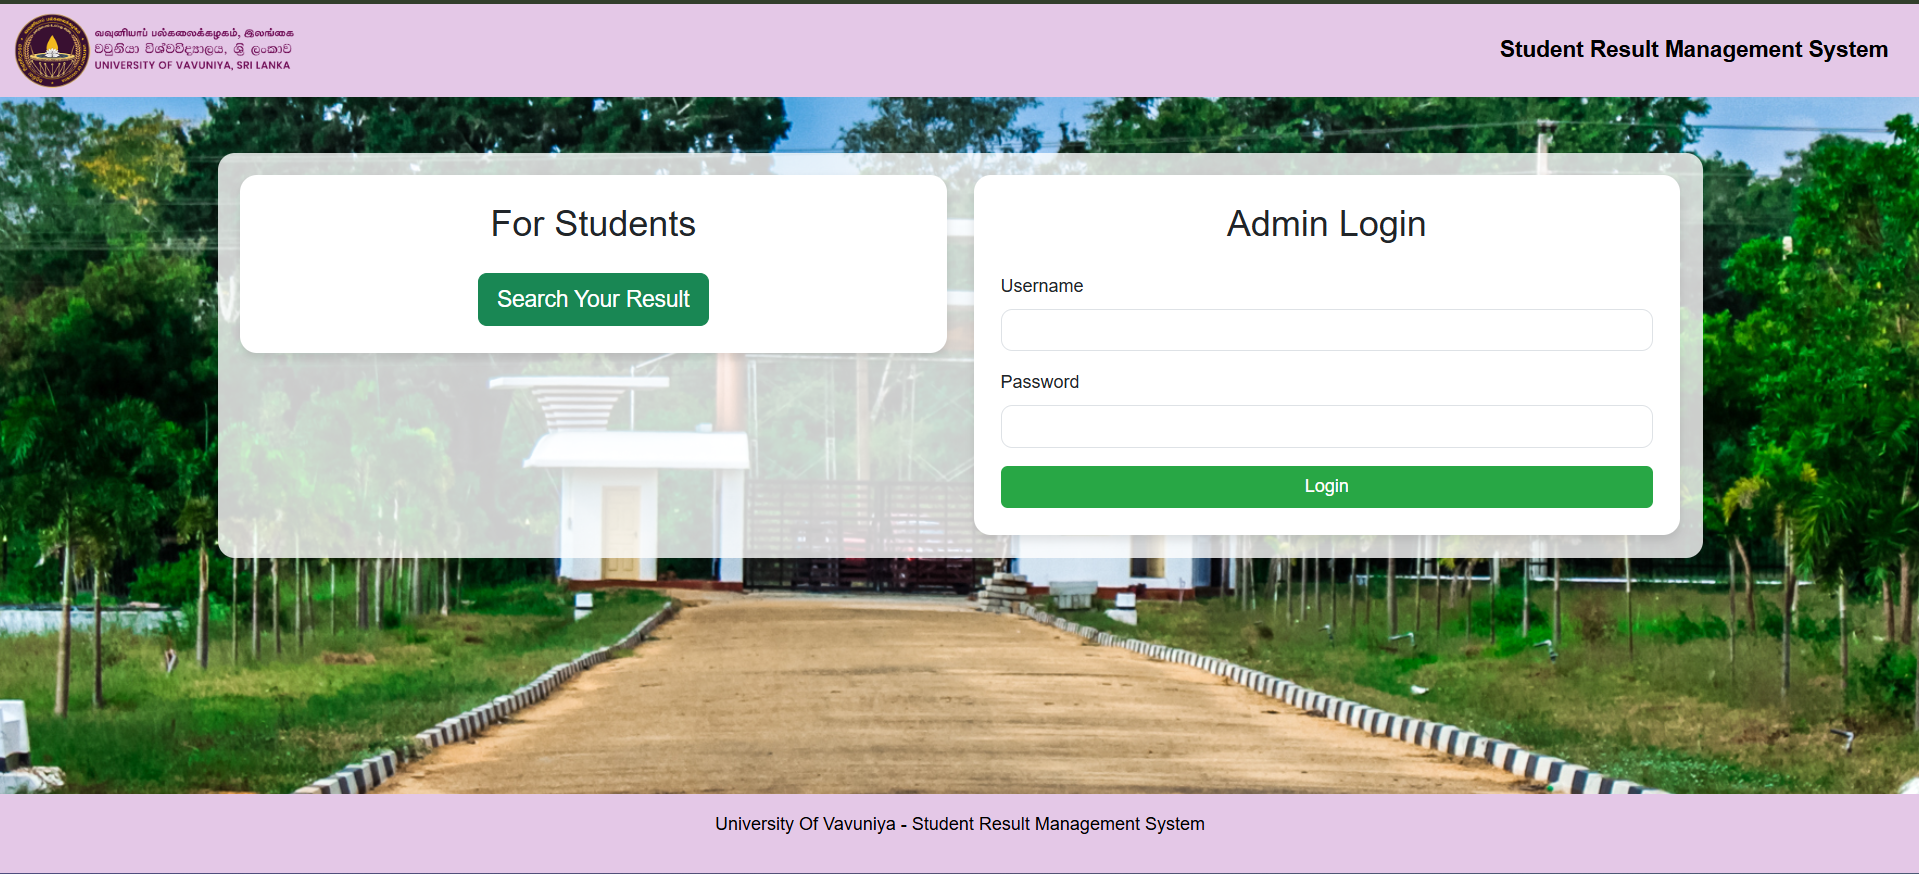 வவுனியாப் பல்கலைக்கழகம், இலங்கை
වවුනියා විශ්වවිද්‍යාලය, ශ්‍රී ලංකාව
UNIVERSITY OF VAVUNIYA, SRI LANKA
Student Result Management System
For Students
Search Your Result
Admin Login
Username
Password
Login
University Of Vavuniya - Student Result Management System